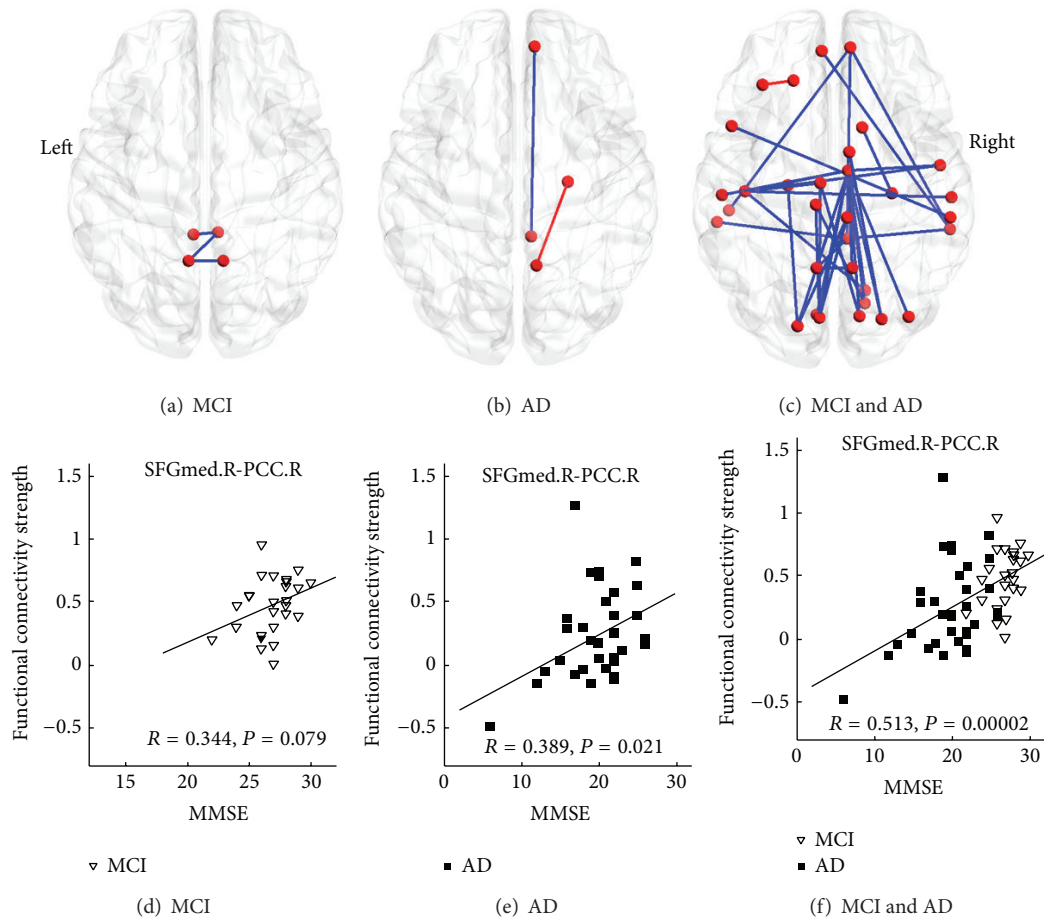 Left
Right
(a) MCI
(b) AD
(c) MCI and AD
SFGmed.R-PCC.R
Functional connectivity strength
1.5
1
0.5
0
−0.5
R = 0.344, P = 0.079
15
20
25
30
MMSE
MCI
(d) MCI
SFGmed.R-PCC.R
Functional connectivity strength
1.5
1
0.5
0
−0.5
R = 0.389, P = 0.021
0
10
20
30
MMSE
AD
(e) AD
SFGmed.R-PCC.R
Functional connectivity strength
1.5
1
0.5
0
−0.5
R = 0.513, P = 0.00002
0
10
20
30
MMSE
MCI
AD
(f) MCI and AD